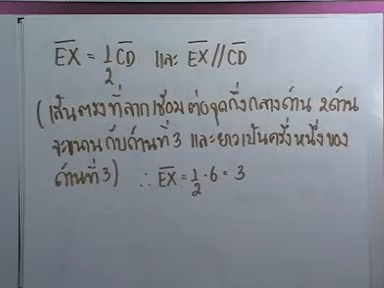 EX = 1/2 CD และ EX // CD
(เส้นตรงที่ลากเชื่อมต่อจุดกึ่งกลางด้าน 2 ด้าน
จะขนานกับด้านที่ 3 และยาวเป็นครึ่งหนึ่งของ
ด้านที่ 3) ∴ EX = 1/2 · 6 = 3